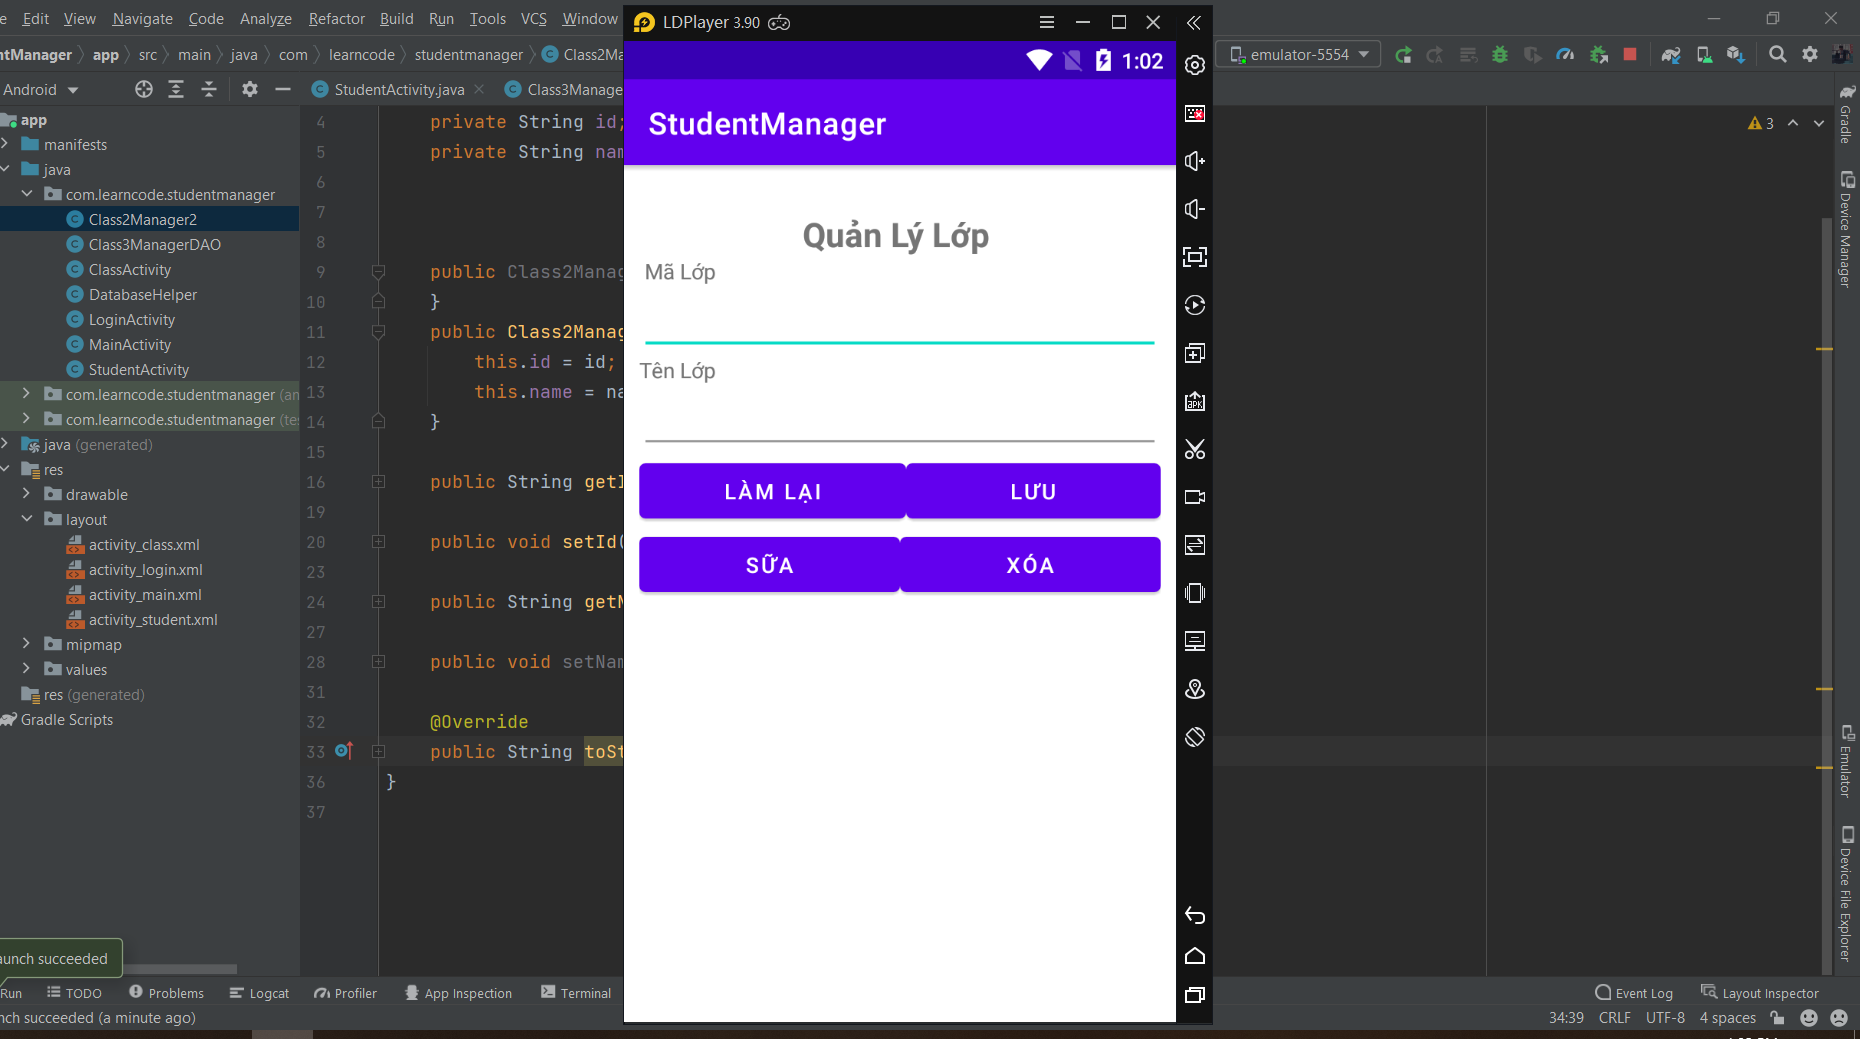 Edit View Navigate Code Analyze Refactor Build Run Tools VCS Window
ntManager app src main java com learncode studentmanager Class2Ma
Android
StudentActivity.java
Class3Manage
app
manifests
java
com.learncode.studentmanager
Class2Manager2
Class3ManagerDAO
ClassActivity
DatabaseHelper
LoginActivity
MainActivity
StudentActivity
com.learncode.studentmanager (an
com.learncode.studentmanager (tes
java (generated)
res
drawable
layout
activity_class.xml
activity_login.xml
activity_main.xml
activity_student.xml
mipmap
values
res (generated)
Gradle Scripts
4 private String id;
5 private String nam
6
7
8
9 public Class2Manag
10 }
11 public Class2Manag
12 this.id = id;
13 this.name = na
14 }
15
16 public String getI
19
20 public void setId(
23
24 public String getN
27
28 public void setNam
31
32 @Override
33 public String toSt
36 }
37
LDPlayer 3.90
1:02
StudentManager
Quản Lý Lớp
Mã Lớp
Tên Lớp
LÀM LẠI LƯU
SỮA XÓA
APK
emulator-5554
3
Gradle
Device Manager
Emulator
Device File Explorer
aunch succeeded
Run TODO Problems Logcat Profiler App Inspection Terminal
Event Log Layout Inspector
nch succeeded (a minute ago)
34:39 CRLF UTF-8 4 spaces